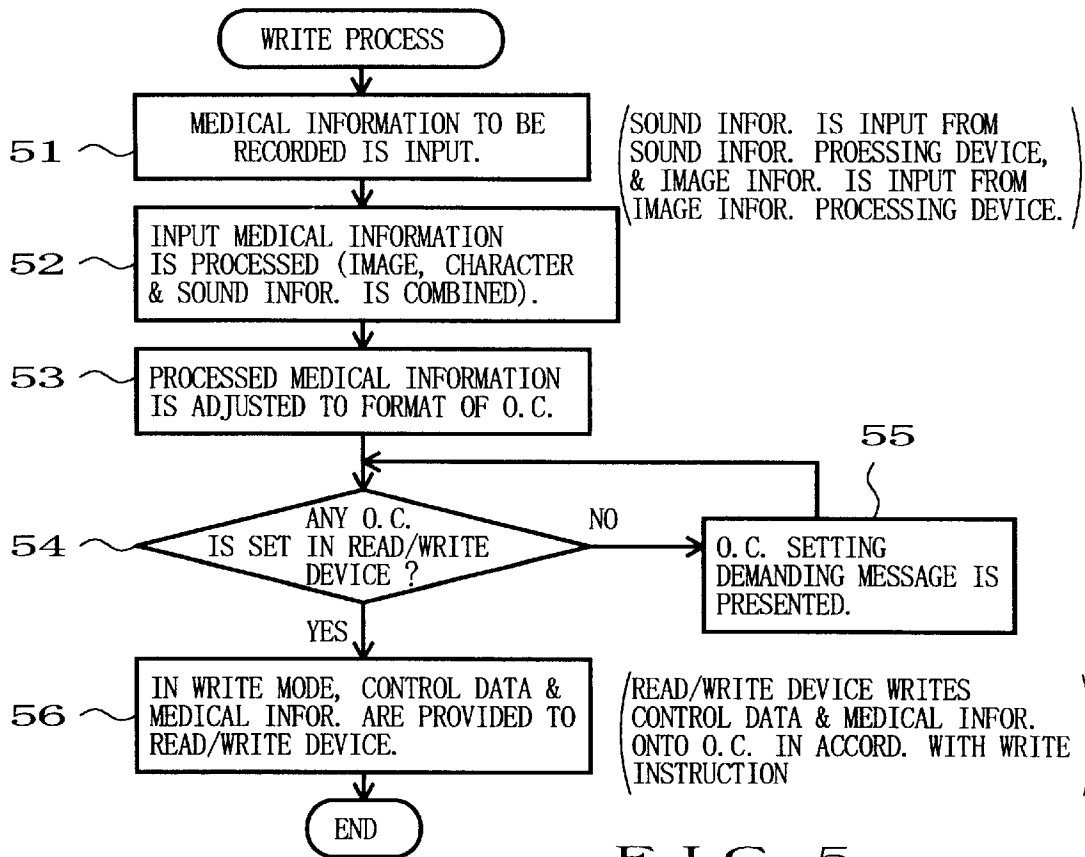 WRITE PROCESS
51
MEDICAL INFORMATION TO BE
RECORDED IS INPUT.
(SOUND INFOR. IS INPUT FROM
SOUND INFOR. PROESSING DEVICE,
& IMAGE INFOR. IS INPUT FROM
IMAGE INFOR. PROCESSING DEVICE.)
52
INPUT MEDICAL INFORMATION
IS PROCESSED (IMAGE, CHARACTER
& SOUND INFOR. IS COMBINED).
53
PROCESSED MEDICAL INFORMATION
IS ADJUSTED TO FORMAT OF O.C.
54
ANY O.C.
IS SET IN READ/WRITE
DEVICE ?
NO
55
O.C. SETTING
DEMANDING MESSAGE IS
PRESENTED.
YES
56
IN WRITE MODE, CONTROL DATA &
MEDICAL INFOR. ARE PROVIDED TO
READ/WRITE DEVICE.
(READ/WRITE DEVICE WRITES
CONTROL DATA & MEDICAL INFOR.
ONTO O.C. IN ACCORD. WITH WRITE
INSTRUCTION)
END
FIG 5